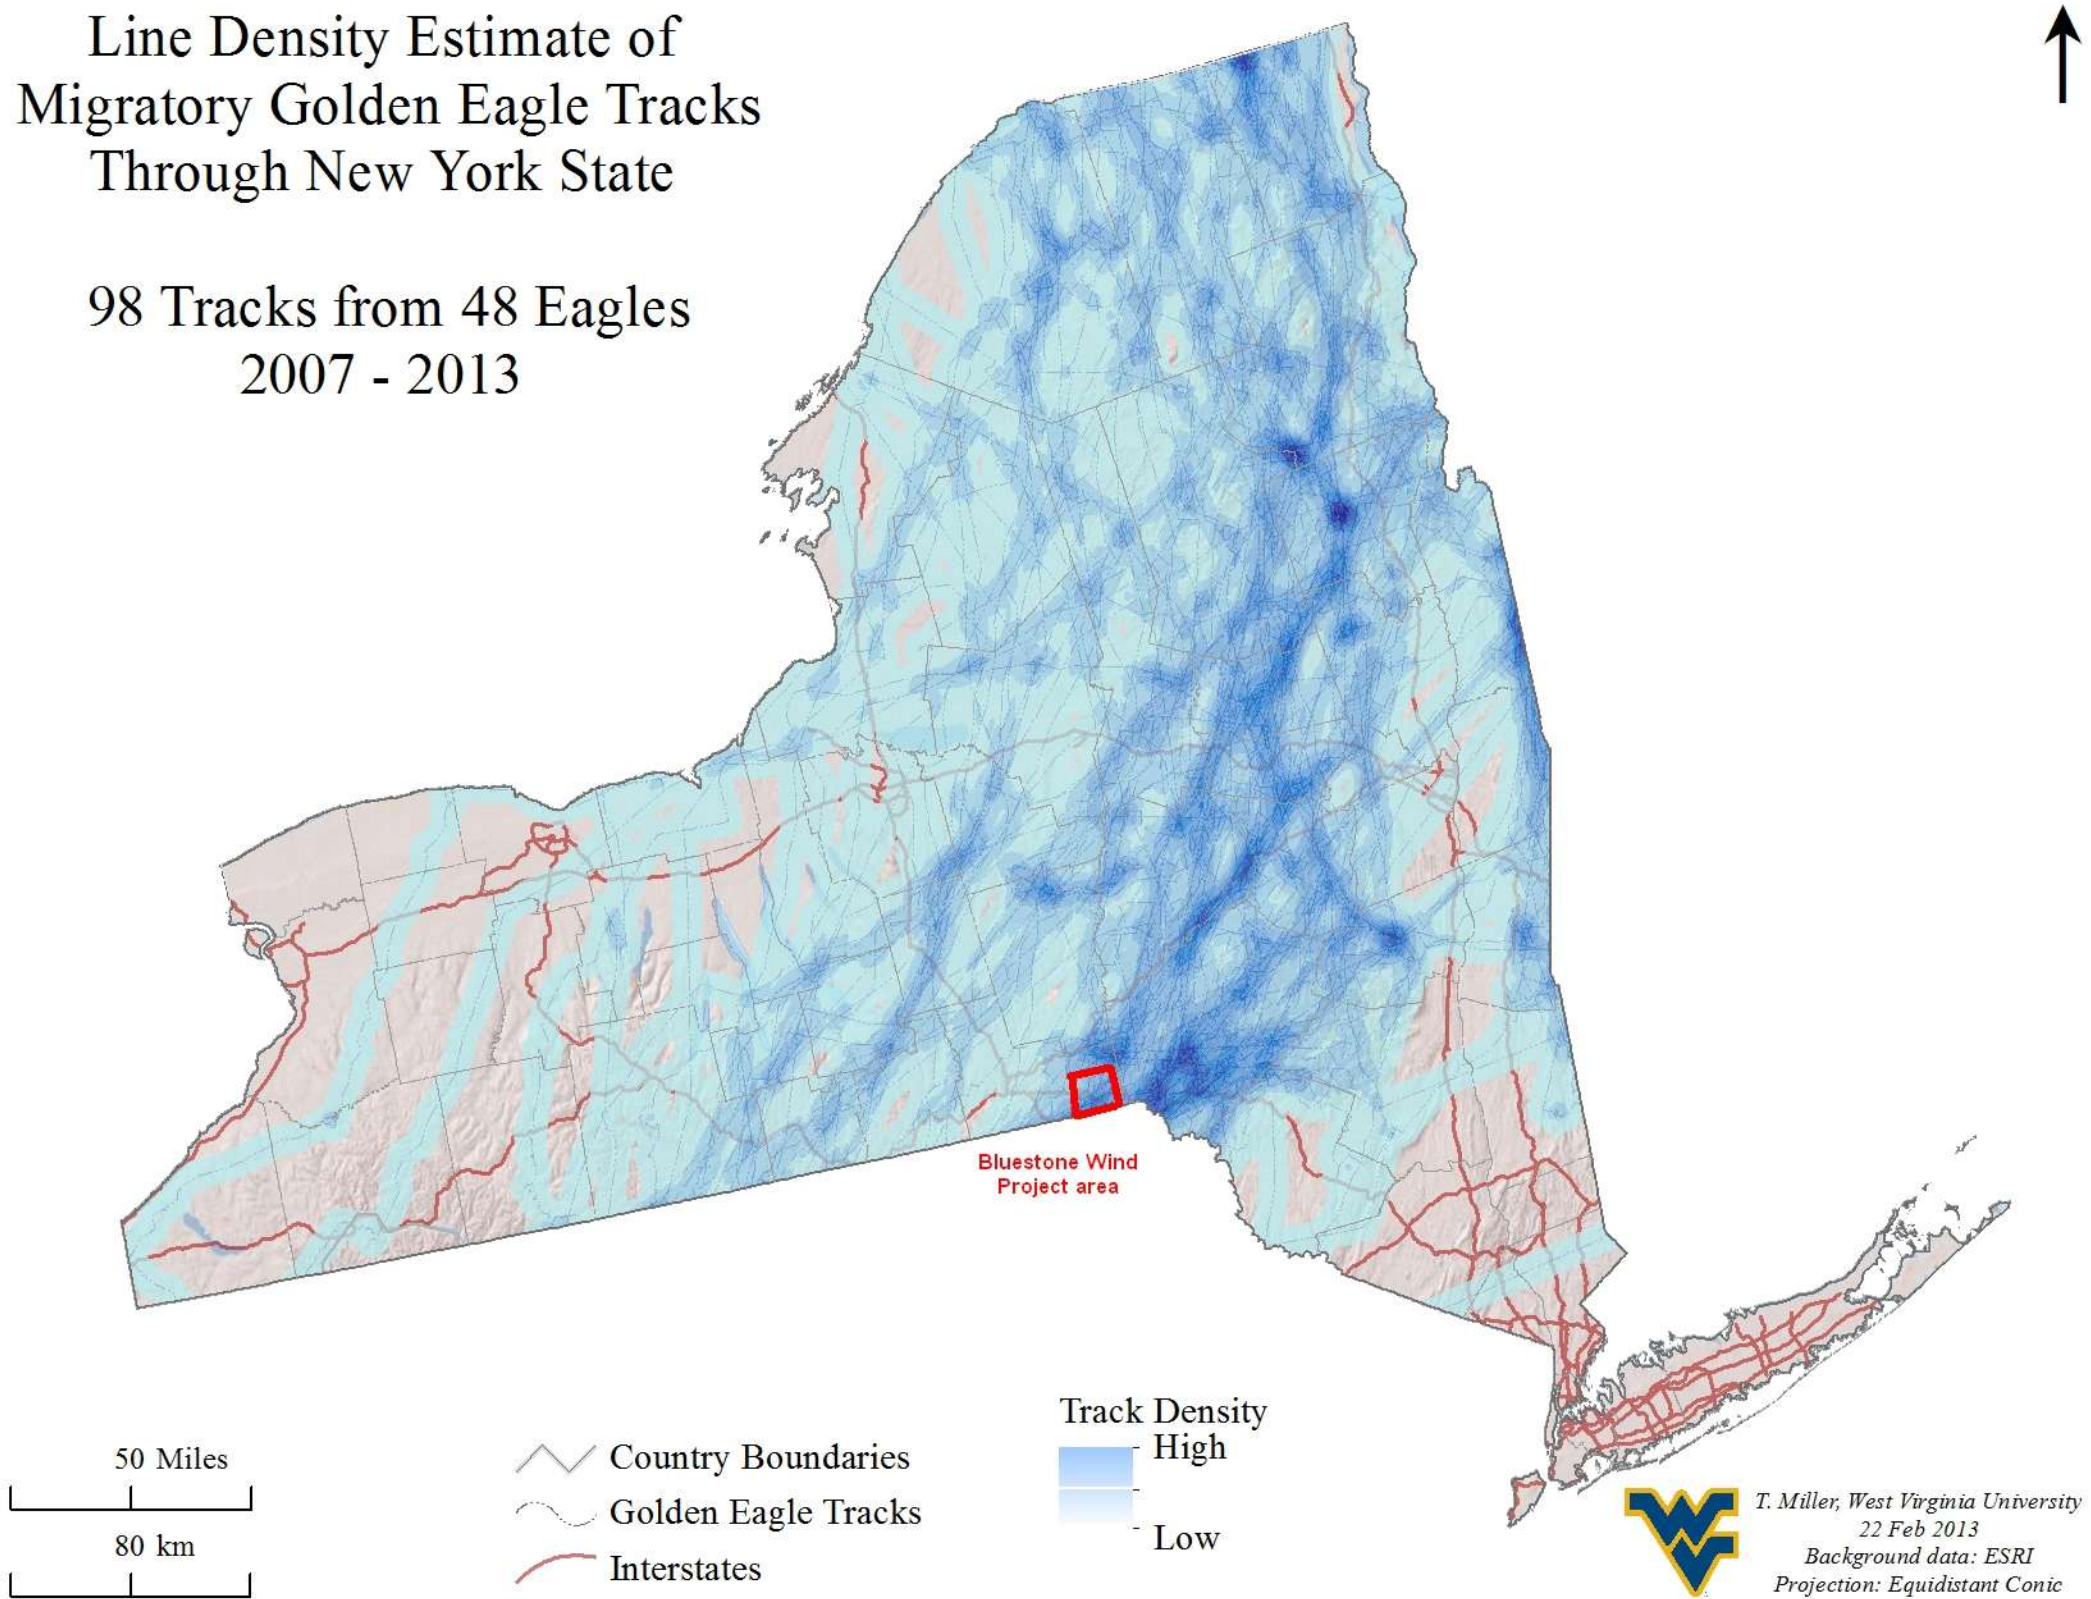 Line Density Estimate of
Migratory Golden Eagle Tracks
Through New York State
98 Tracks from 48 Eagles
2007 - 2013
Bluestone Wind
Project area
50 Miles
80 km
Country Boundaries
Golden Eagle Tracks
Interstates
Track Density
High
Low
T. Miller, West Virginia University
22 Feb 2013
Background data: ESRI
Projection: Equidistant Conic